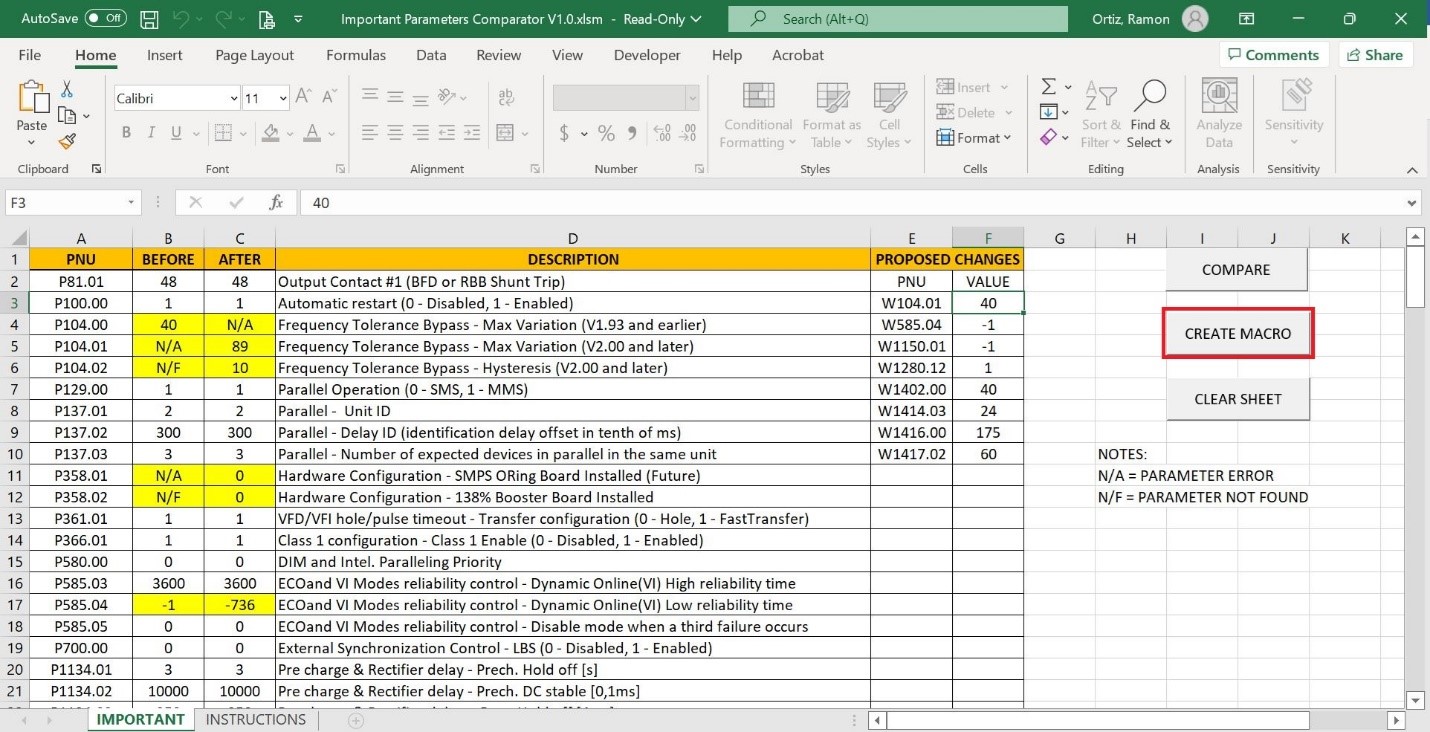 AutoSave Off Important Parameters Comparator V1.0.xlsm - Read-Only Search (Alt+Q) Ortiz, Ramon
File Home Insert Page Layout Formulas Data Review View Developer Help Acrobat Comments Share
Calibri 11 A A ab Insert Σ
Paste B I U A $ % 9 Conditional Format as Cell Delete Sort & Find & Analyze Sensitivity
Formatting Table Styles Format Filter Select Data
Clipboard Font Alignment Number Styles Cells Editing Analysis Sensitivity
F3 fx 40
A B C D E F G H I J K
1 PNU BEFORE AFTER DESCRIPTION PROPOSED CHANGES
COMPARE
2 P81.01 48 48 Output Contact #1 (BFD or RBB Shunt Trip) PNU VALUE
3 P100.00 1 1 Automatic restart (0 - Disabled, 1 - Enabled) W104.01 40
4 P104.00 40 N/A Frequency Tolerance Bypass - Max Variation (V1.93 and earlier) W585.04 -1
CREATE MACRO
5 P104.01 N/A 89 Frequency Tolerance Bypass - Max Variation (V2.00 and later) W1150.01 -1
6 P104.02 N/F 10 Frequency Tolerance Bypass - Hysteresis (V2.00 and later) W1280.12 1
7 P129.00 1 1 Parallel Operation (0 - SMS, 1 - MMS) W1402.00 40
CLEAR SHEET
8 P137.01 2 2 Parallel - Unit ID W1414.03 24
9 P137.02 300 300 Parallel - Delay ID (identification delay offset in tenth of ms) W1416.00 175
10 P137.03 3 3 Parallel - Number of expected devices in parallel in the same unit W1417.02 60 NOTES:
11 P358.01 N/A 0 Hardware Configuration - SMPS ORing Board Installed (Future) N/A = PARAMETER ERROR
12 P358.02 N/F 0 Hardware Configuration - 138% Booster Board Installed N/F = PARAMETER NOT FOUND
13 P361.01 1 1 VFD/VFI hole/pulse timeout - Transfer configuration (0 - Hole, 1 - FastTransfer)
14 P366.01 1 1 Class 1 configuration - Class 1 Enable (0 - Disabled, 1 - Enabled)
15 P580.00 0 0 DIM and Intel. Paralleling Priority
16 P585.03 3600 3600 ECOand VI Modes reliability control - Dynamic Online(VI) High reliability time
17 P585.04 -1 -736 ECOand VI Modes reliability control - Dynamic Online(VI) Low reliability time
18 P585.05 0 0 ECOand VI Modes reliability control - Disable mode when a third failure occurs
19 P700.00 0 0 External Synchronization Control - LBS (0 - Disabled, 1 - Enabled)
20 P1134.01 3 3 Pre charge & Rectifier delay - Prech. Hold off [s]
21 P1134.02 10000 10000 Pre charge & Rectifier delay - Prech. DC stable [0,1ms]
IMPORTANT INSTRUCTIONS